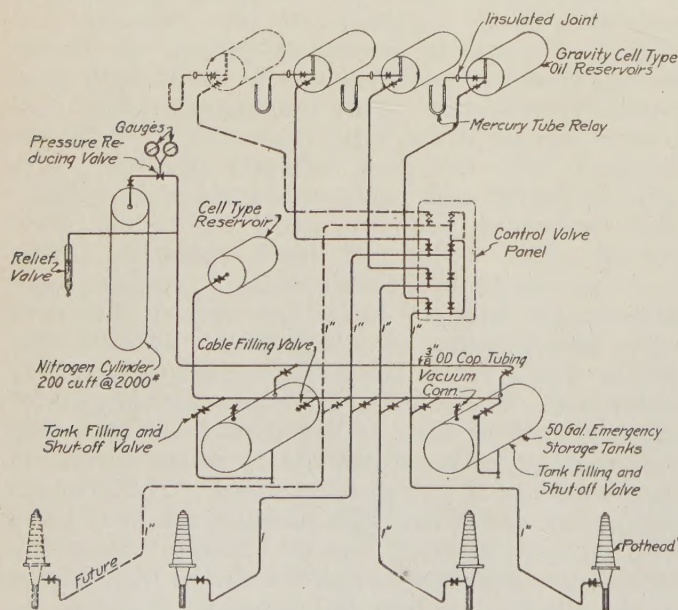 Insulated Joint
Gravity Cell Type
Oil Reservoirs
Mercury Tube Relay
Gauges
Pressure Re-
ducing Valve
Cell Type
Reservoir
Control Valve
Panel
Relief
Valve
Nitrogen Cylinder
200 cu.ft @ 2000#
Cable Filling Valve
1"
1"
1"
1"
3/8" OD Cop. Tubing
Vacuum
Conn.
Tank Filling and
Shut-off Valve
50 Gal. Emergency
Storage Tanks
Tank Filling and
Shut-off Valve
1"
1
1"
1"
Future
Pothead